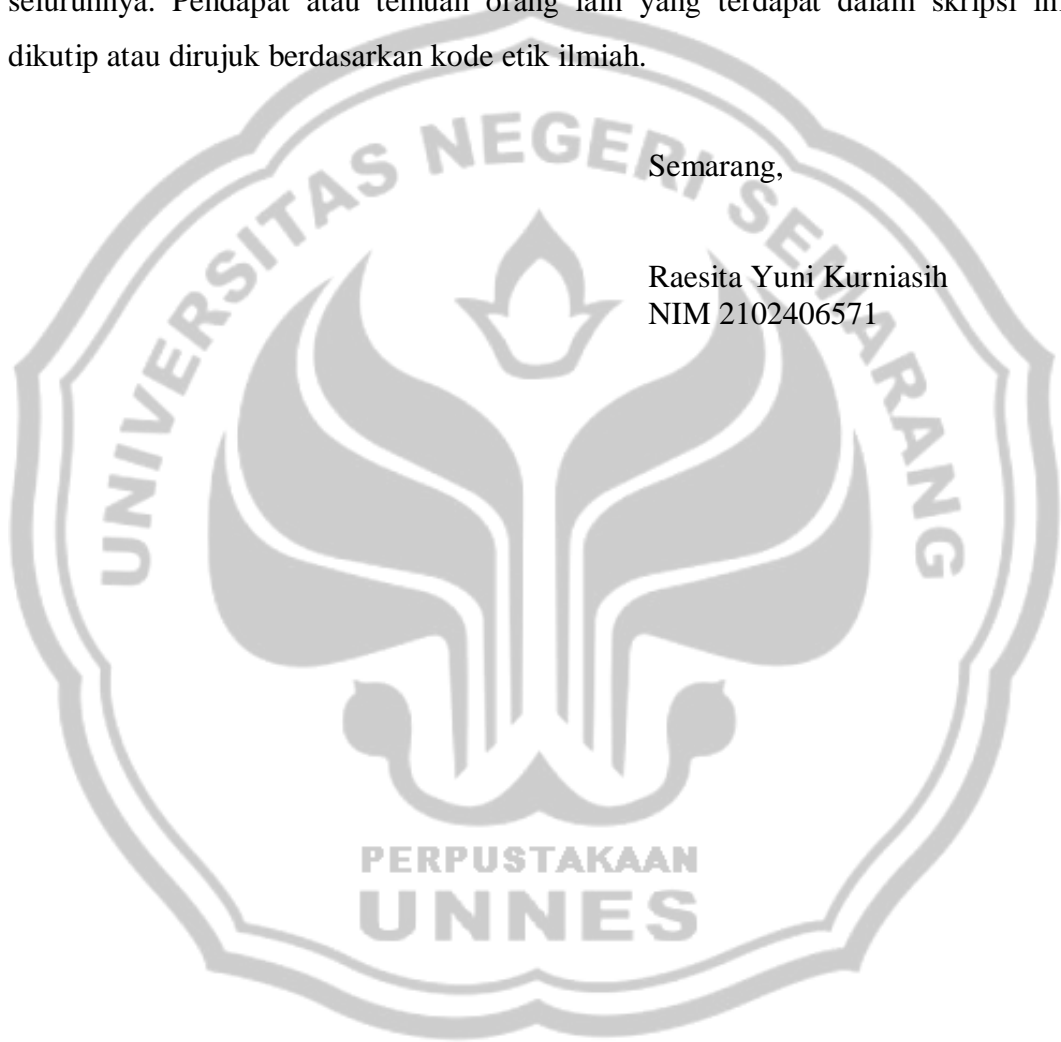 seluruhnya. Pendapat atau temuan orang lain yang terdapat dalam skripsi ini
dikutip atau dirujuk berdasarkan kode etik ilmiah.
Semarang,
Raesita Yuni Kurniasih
NIM 2102406571
UNIVERSITAS NEGERI SEMARANG
PERPUSTAKAAN
UNNES